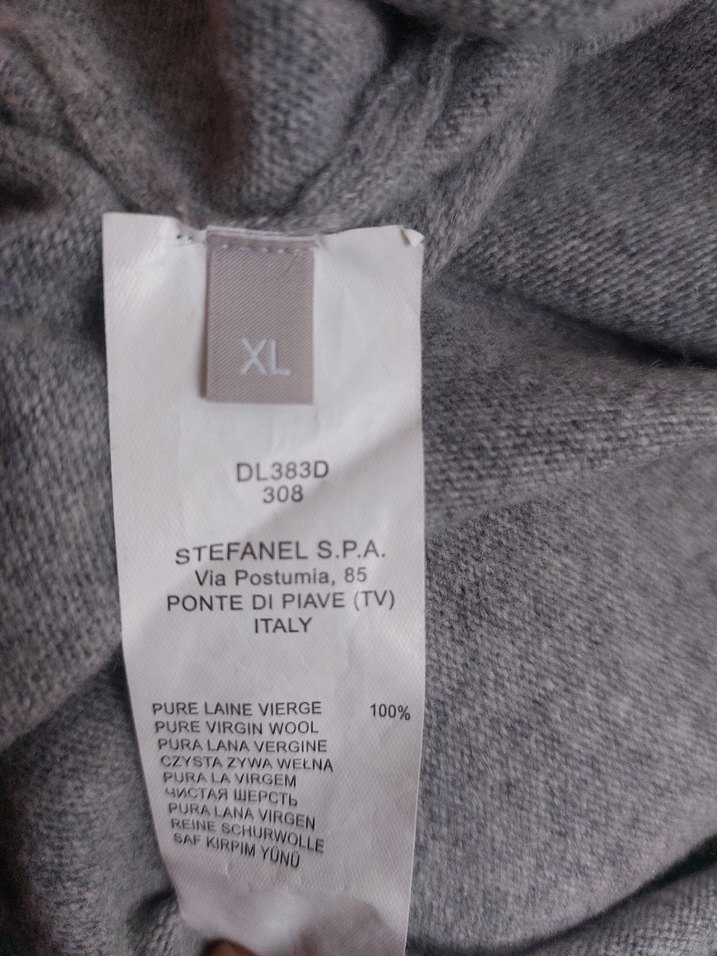 XL
DL383D
308
STEFANEL S.P.A.
Via Postumia, 85
PONTE DI PIAVE (TV)
ITALY
PURE LAINE VIERGE 100%
PURE VIRGIN WOOL
PURA LANA VERGINE
CZYSTA ZYWA WEŁNA
PURA LA VIRGEM
ЧИСТАЯ ШЕРСТЬ
PURA LANA VIRGEN
REINE SCHURWOLLE
SAF KIRPIM YÜNÜ